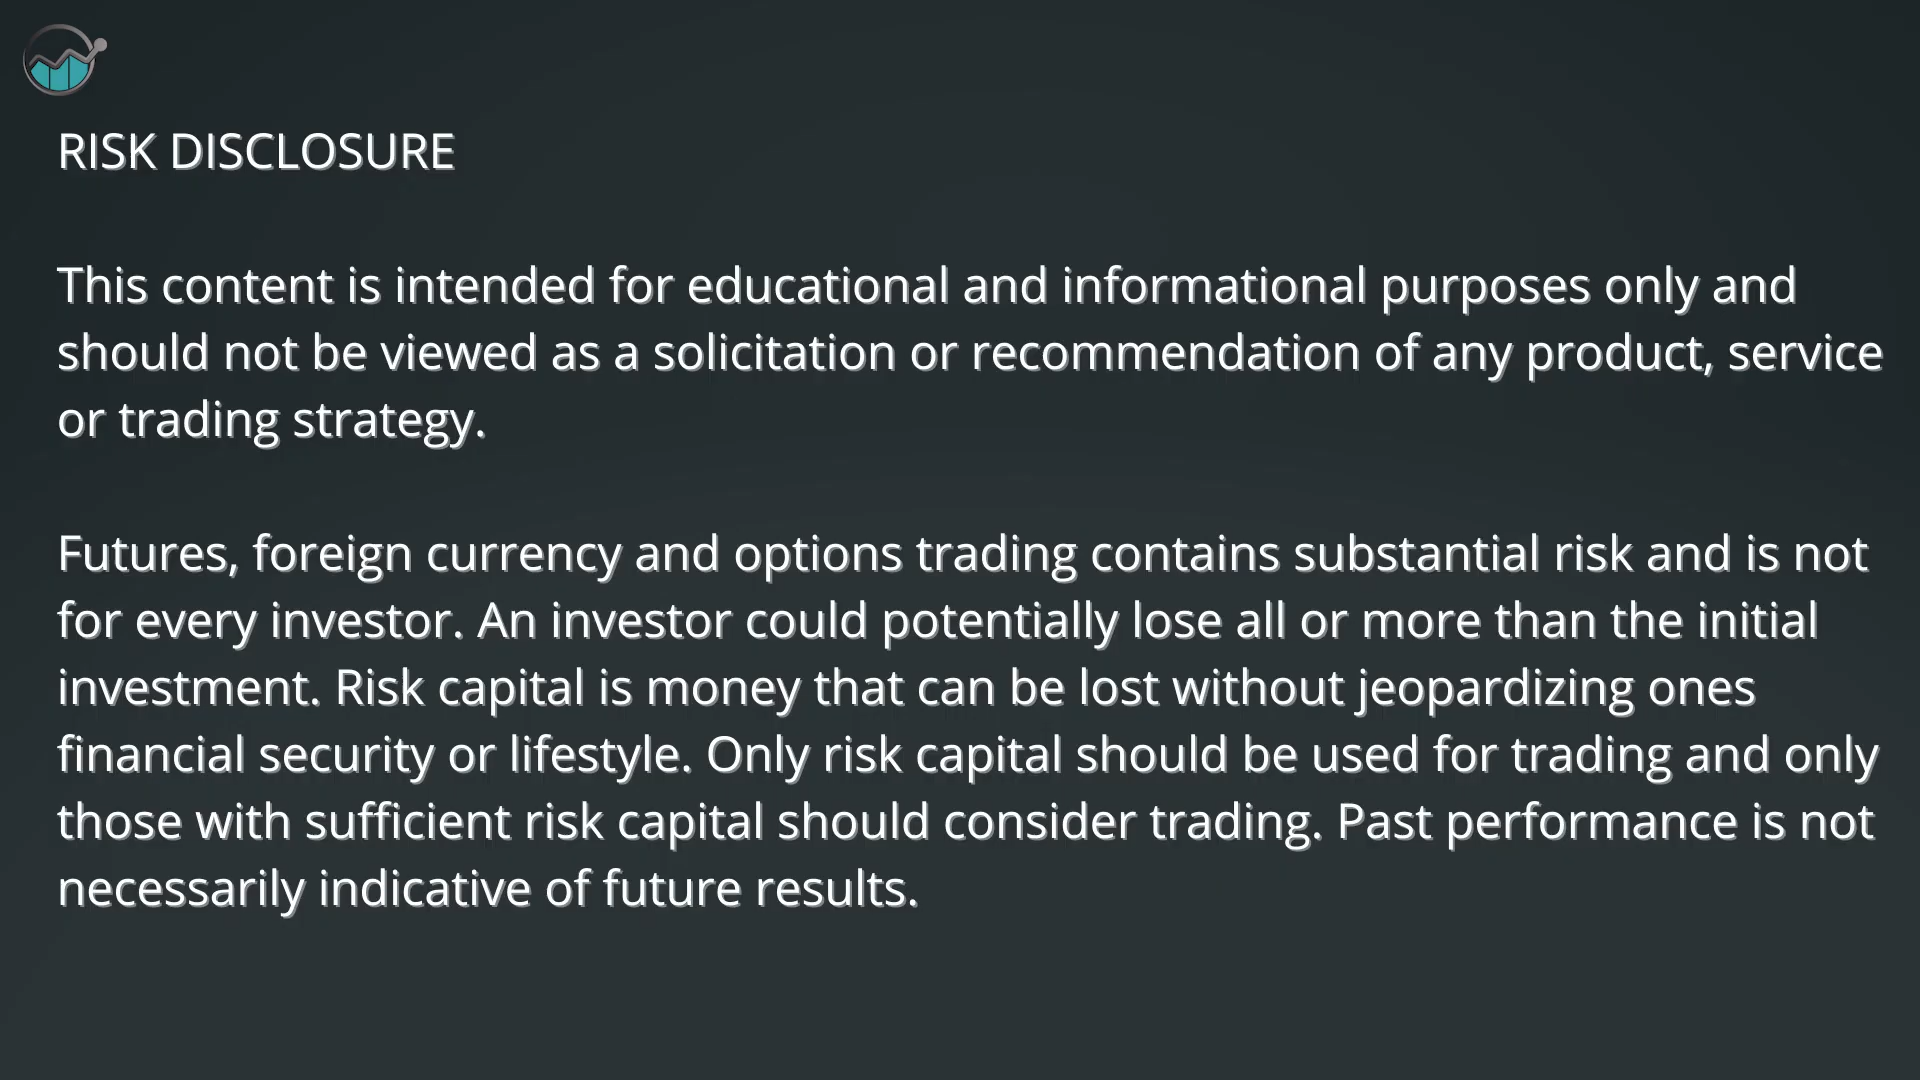 RISK DISCLOSURE
This content is intended for educational and informational purposes only and
should not be viewed as a solicitation or recommendation of any product, service
or trading strategy.
Futures, foreign currency and options trading contains substantial risk and is not
for every investor. An investor could potentially lose all or more than the initial
investment. Risk capital is money that can be lost without jeopardizing ones
financial security or lifestyle. Only risk capital should be used for trading and only
those with sufficient risk capital should consider trading. Past performance is not
necessarily indicative of future results.